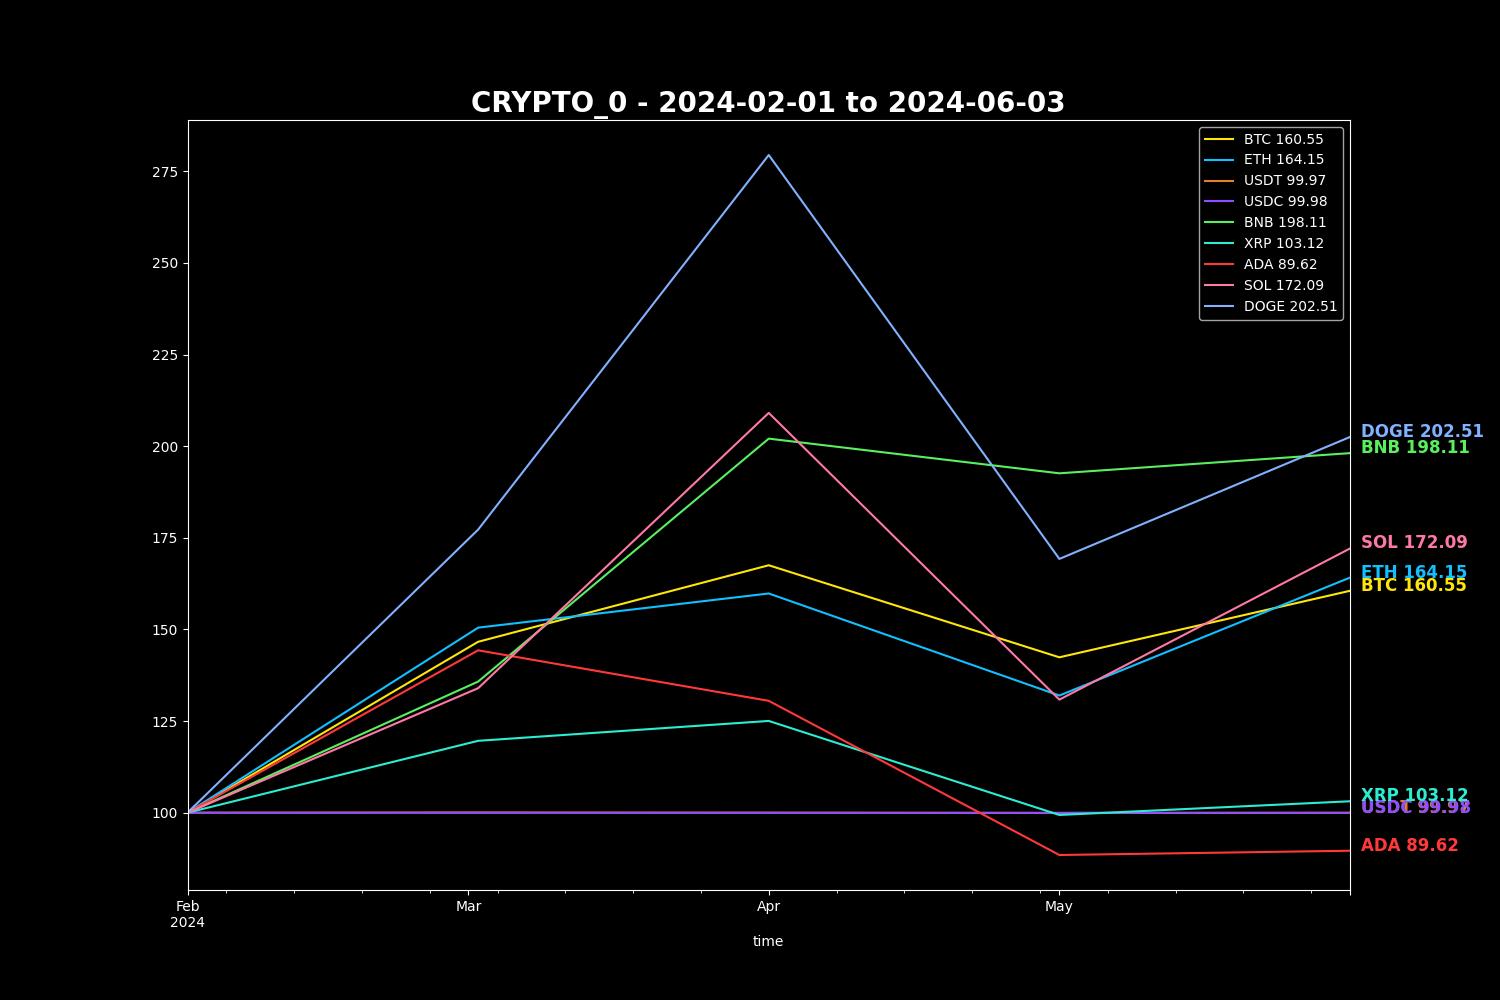 CRYPTO_0 - 2024-02-01 to 2024-06-03
BTC 160.55
ETH 164.15
USDT 99.97
USDC 99.98
BNB 198.11
XRP 103.12
ADA 89.62
SOL 172.09
DOGE 202.51
275
250
225
200
175
150
125
100
DOGE 202.51
BNB 198.11
SOL 172.09
ETH 164.15
BTC 160.55
XRP 103.12
USDC 99.98
ADA 89.62
Feb
2024
Mar
Apr
May
time